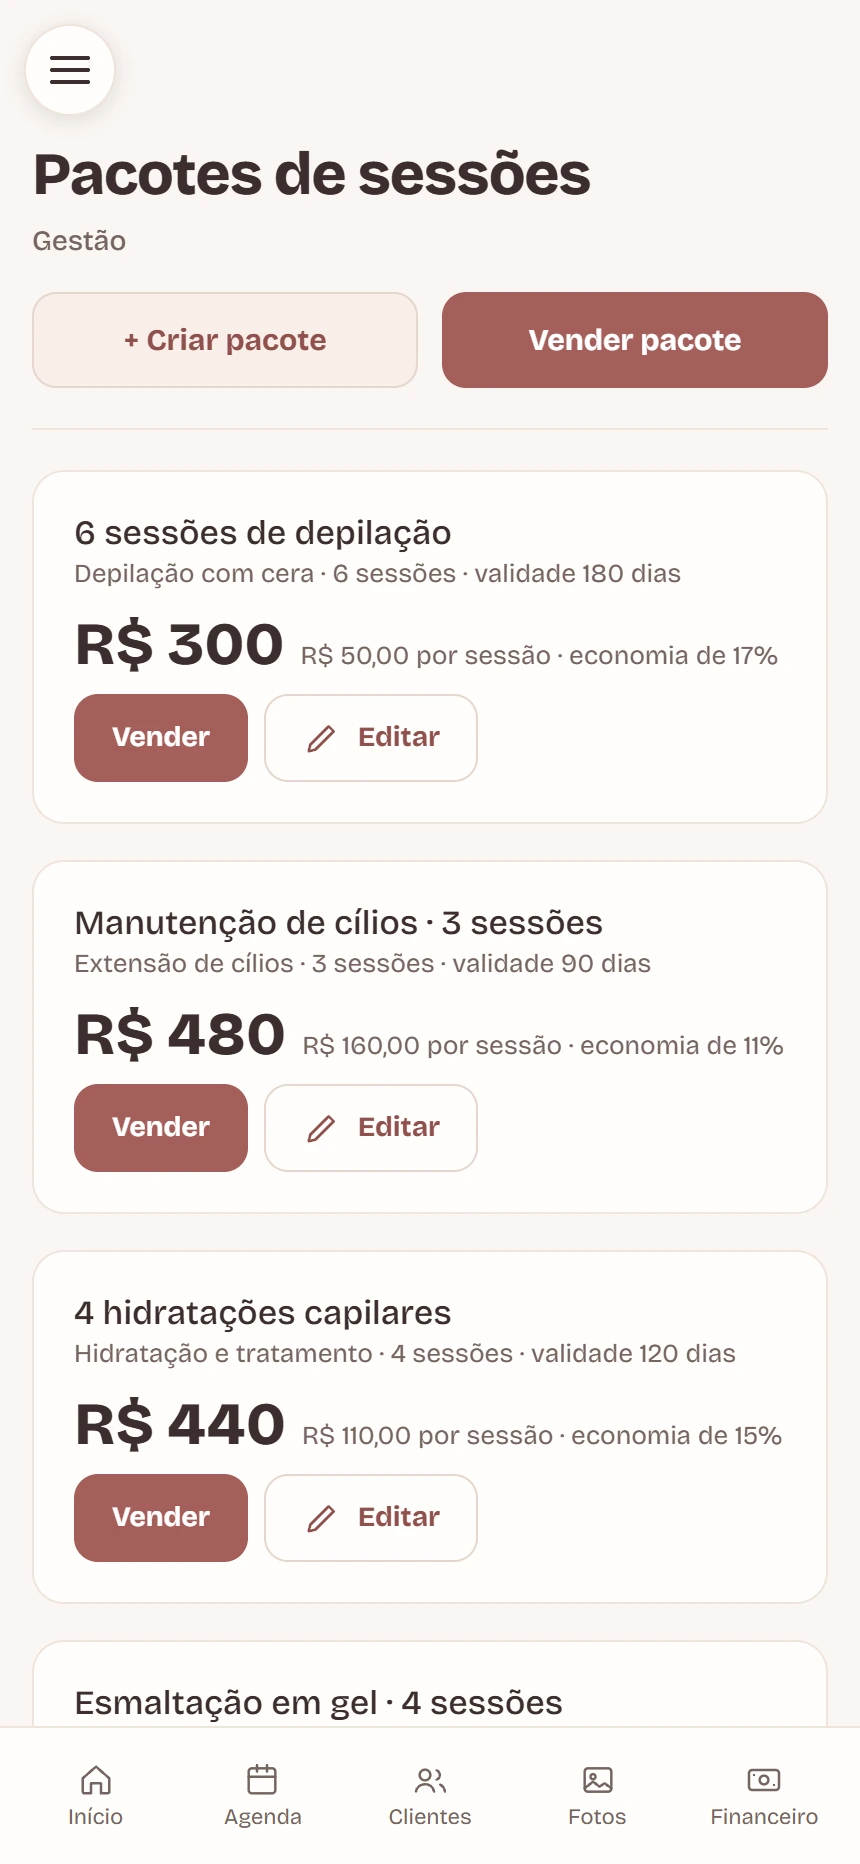 Pacotes de sessões
Gestão
+ Criar pacote
Vender pacote
6 sessões de depilação
Depilação com cera · 6 sessões · validade 180 dias
R$ 300 R$ 50,00 por sessão · economia de 17%
Vender
Editar
Manutenção de cílios · 3 sessões
Extensão de cílios · 3 sessões · validade 90 dias
R$ 480 R$ 160,00 por sessão · economia de 11%
Vender
Editar
4 hidratações capilares
Hidratação e tratamento · 4 sessões · validade 120 dias
R$ 440 R$ 110,00 por sessão · economia de 15%
Vender
Editar
Esmaltação em gel · 4 sessões
Início
Agenda
Clientes
Fotos
Financeiro